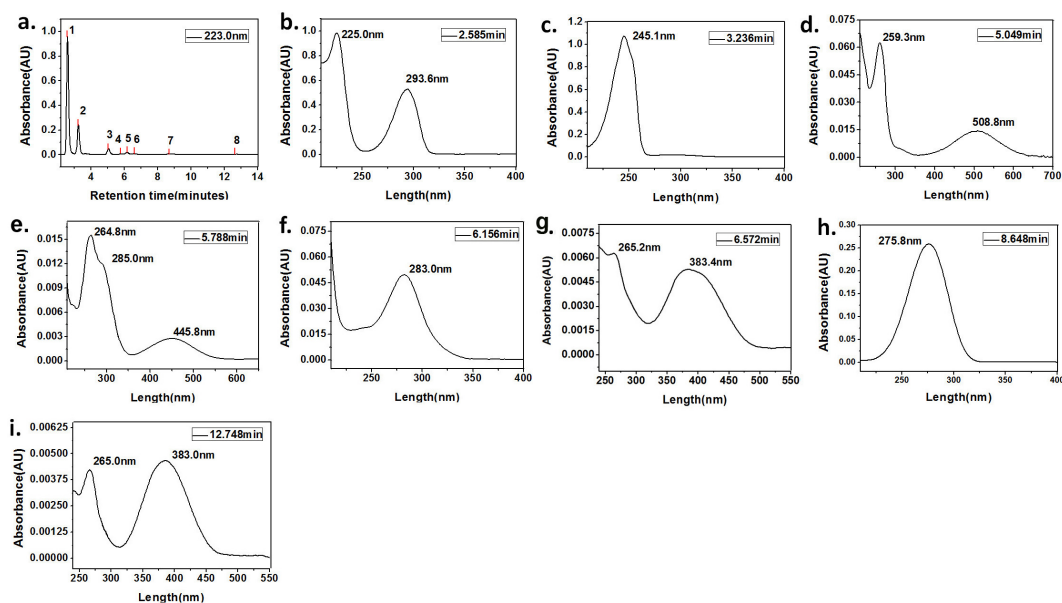 a.
Absorbance(AU)
1.0
0.8
0.6
0.4
0.2
0.0
1
2
3
4
5
6
7
8
223.0nm
4 6 8 10 12 14
Retention time(minutes)
b.
Absorbance(AU)
1.0
0.8
0.6
0.4
0.2
0.0
225.0nm
2.585min
293.6nm
250 300 350 400
Length(nm)
c.
Absorbance(AU)
1.2
1.0
0.8
0.6
0.4
0.2
0.0
245.1nm
3.236min
250 300 350 400
Length(nm)
d.
Absorbance(AU)
0.075
0.060
0.045
0.030
0.015
0.000
259.3nm
5.049min
508.8nm
300 400 500 600 700
Length(nm)
e.
Absorbance(AU)
0.015
0.012
0.009
0.006
0.003
0.000
264.8nm
5.788min
285.0nm
445.8nm
300 400 500 600
Length(nm)
f.
Absorbance(AU)
0.075
0.060
0.045
0.030
0.015
0.000
6.156min
283.0nm
250 300 350 400
Length(nm)
g.
Absorbance(AU)
0.0075
0.0060
0.0045
0.0030
0.0015
0.0000
6.572min
265.2nm
383.4nm
250 300 350 400 450 500 550
Length(nm)
h.
Absorbance(AU)
0.30
0.25
0.20
0.15
0.10
0.05
0.00
8.648min
275.8nm
250 300 350 400
Length(nm)
i.
Absorbance(AU)
0.00625
0.00500
0.00375
0.00250
0.00125
0.00000
12.748min
265.0nm
383.0nm
250 300 350 400 450 500 550
Length(nm)